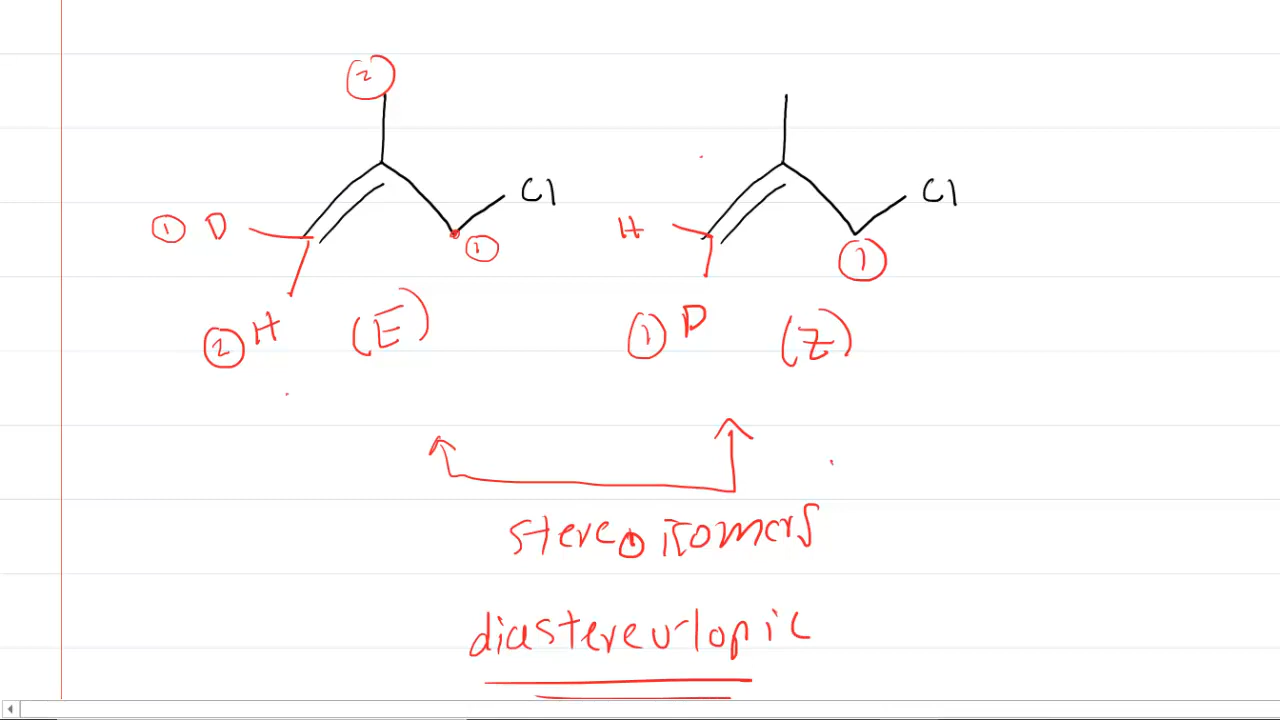 2
Cl Cl
1 D 1 H
1
2 H (E) 1 D (Z)
stereoisomers
diastereotopic